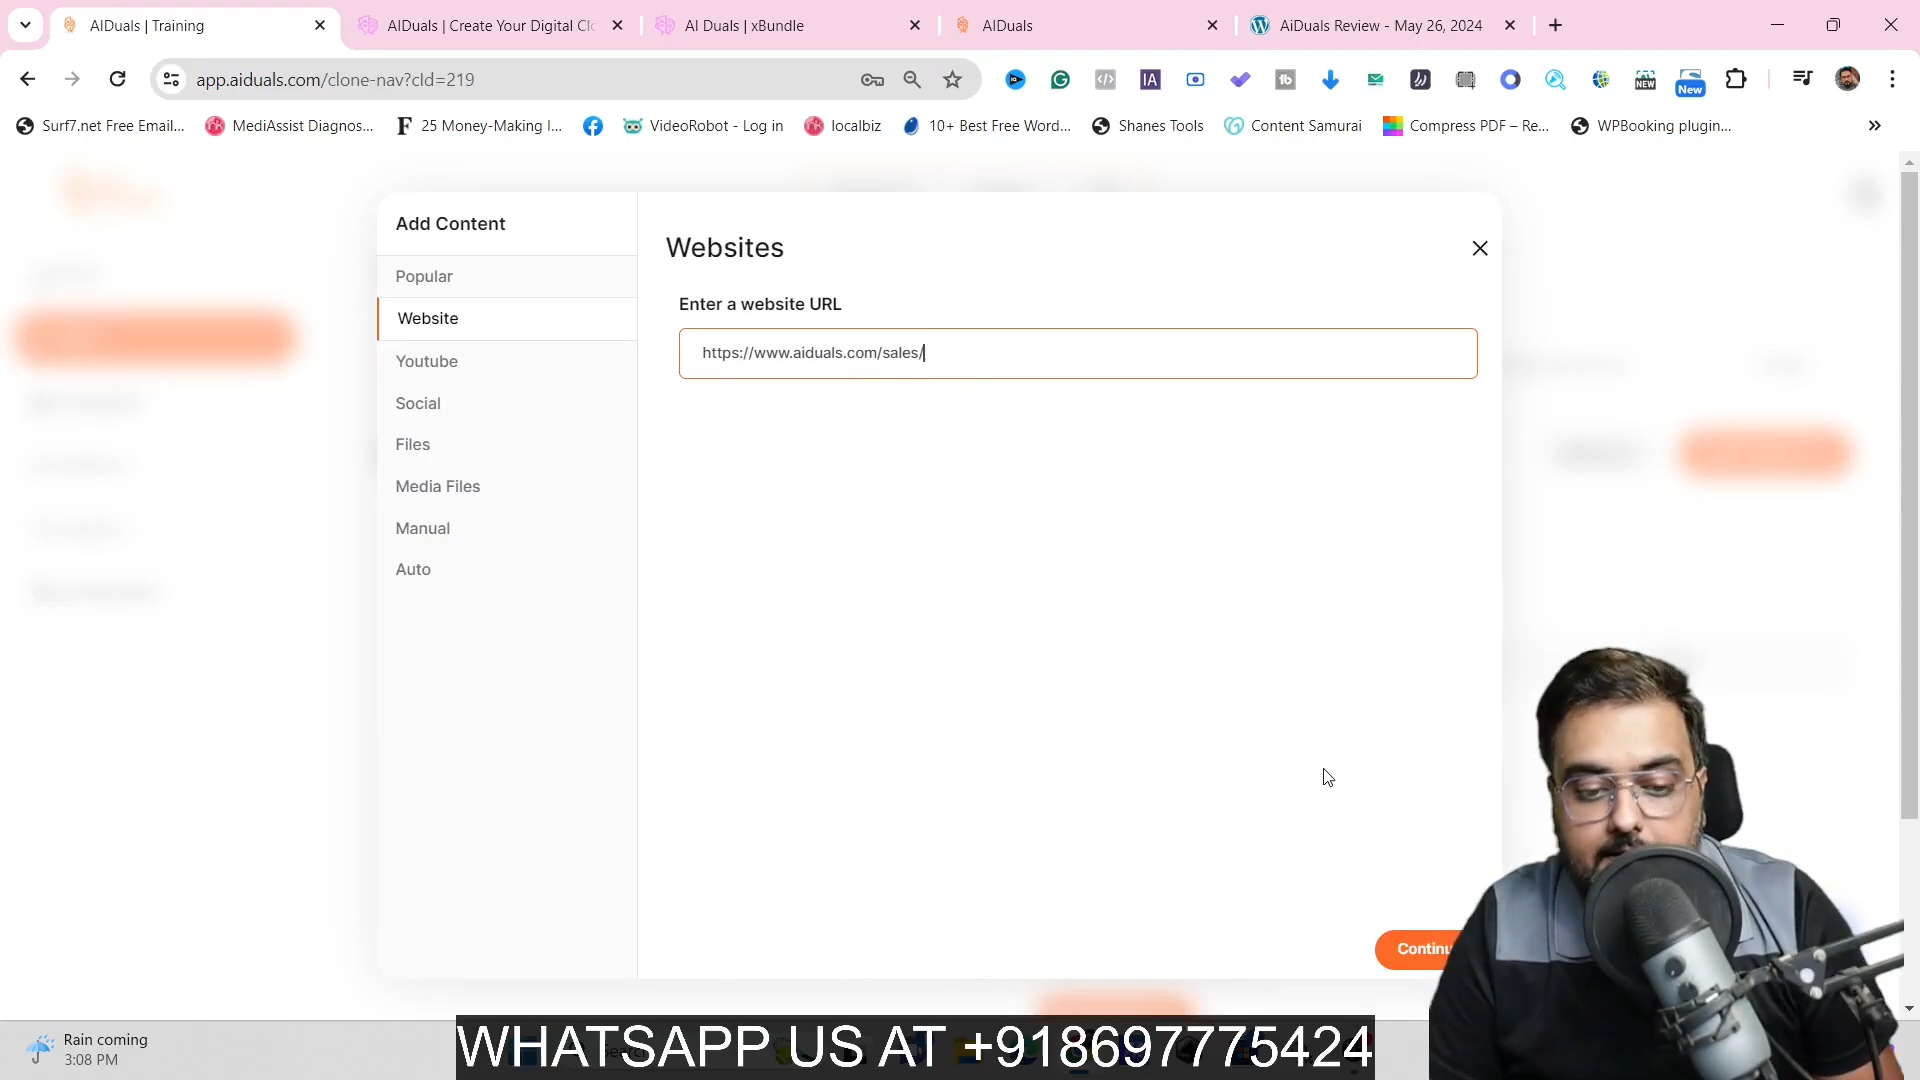 AIDuals | Training
AIDuals | Create Your Digital Clo
AI Duals | xBundle
AIDuals
AiDuals Review - May 26, 2024
app.aiduals.com/clone-nav?cId=219
IA
tb
NEW
New
Surf7.net Free Email...
MediAssist Diagnos...
25 Money-Making I...
VideoRobot - Log in
localbiz
10+ Best Free Word...
Shanes Tools
Content Samurai
Compress PDF – Re...
WPBooking plugin...
Add Content
Popular
Website
Youtube
Social
Files
Media Files
Manual
Auto
Websites
Enter a website URL
https://www.aiduals.com/sales/
Continu
Rain coming
3:08 PM
WHATSAPP US AT +918697775424